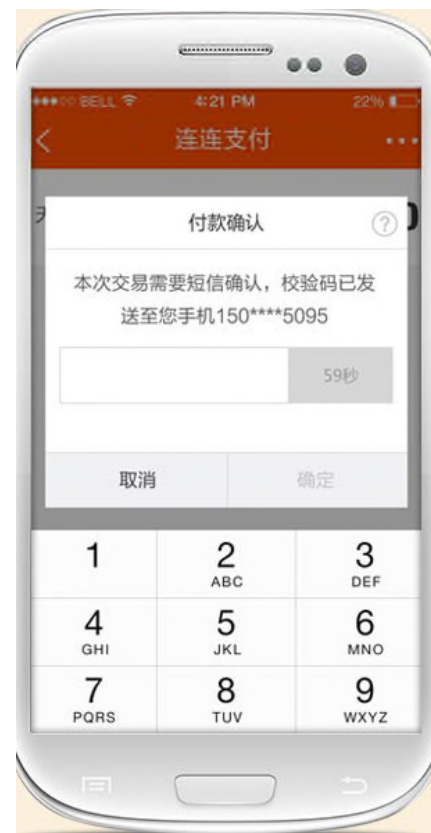 BELL 4:21 PM 22%
连连支付
付款确认 ?
本次交易需要短信确认，校验码已发
送至您手机150****5095
59秒
取消 确定
1 2 3
ABC DEF
4 5 6
GHI JKL MNO
7 8 9
PQRS TUV WXYZ